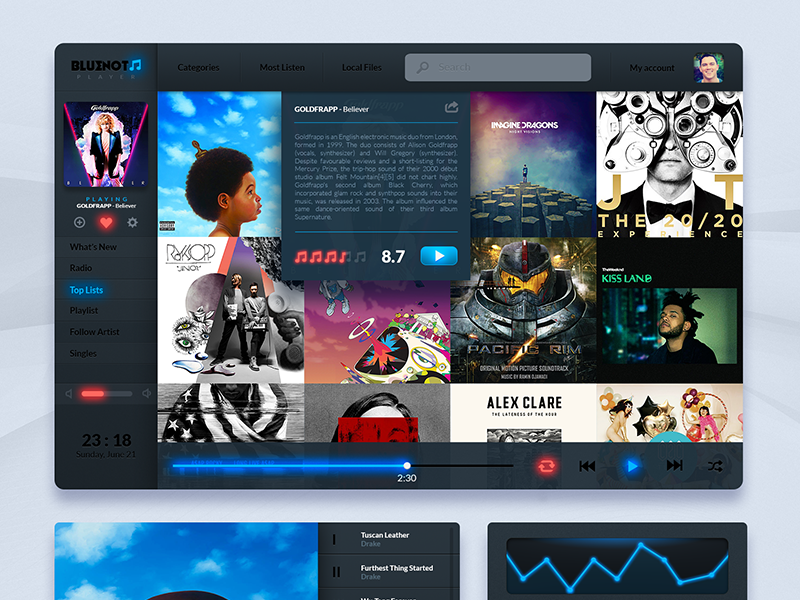 BLUENOT
PLAYER
Categories
Most Listen
Local Files
Search
My account
Goldfrapp
BELIEVER
PLAYING
GOLDFRAPP - Believer
What's New
Radio
Top Lists
Playlist
Follow Artist
Singles
23 : 18
Sunday, June 21
GOLDFRAPP - Believer
Goldfrapp is an English electronic music duo from London,
formed in 1999. The duo consists of Alison Goldfrapp
(vocals, synthesizer) and Will Gregory (synthesizer).
Despite favourable reviews and a short-listing for the
Mercury Prize, the trip-hop sound of their 2000 début
studio album Felt Mountain[4][5] did not chart highly.
Goldfrapp's second album Black Cherry, which
incorporated glam rock and synthpop sounds into their
music, was released in 2003. The album influenced the
same dance-oriented sound of their third album
Supernature.
8.7
IMAGINE DRAGONS
NIGHT VISIONS
J T
THE 20/20
EXPERIENCE
RÖYKSOPP
PACIFIC RIM
ORIGINAL MOTION PICTURE SOUNDTRACK
MUSIC BY RAMIN DJAWADI
TheWeeknd
KISS LAND
ALEX CLARE
THE LATENESS OF THE HOUR
2:30
I
Tuscan Leather
Drake
II
Furthest Thing Started
Drake